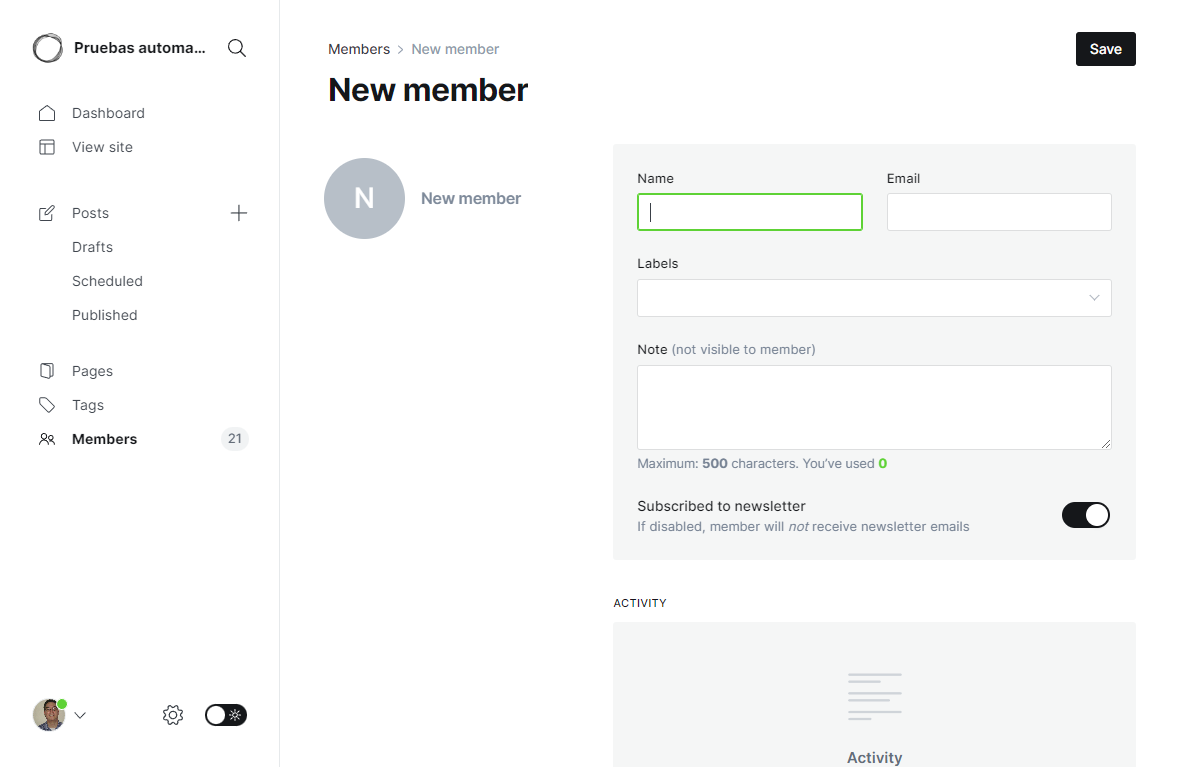 Pruebas automa...
Dashboard
View site
Posts
Drafts
Scheduled
Published
Pages
Tags
Members 21
Members > New member
Save
New member
N New member
Name Email
Labels
Note (not visible to member)
Maximum: 500 characters. You’ve used 0
Subscribed to newsletter
If disabled, member will not receive newsletter emails
ACTIVITY
Activity